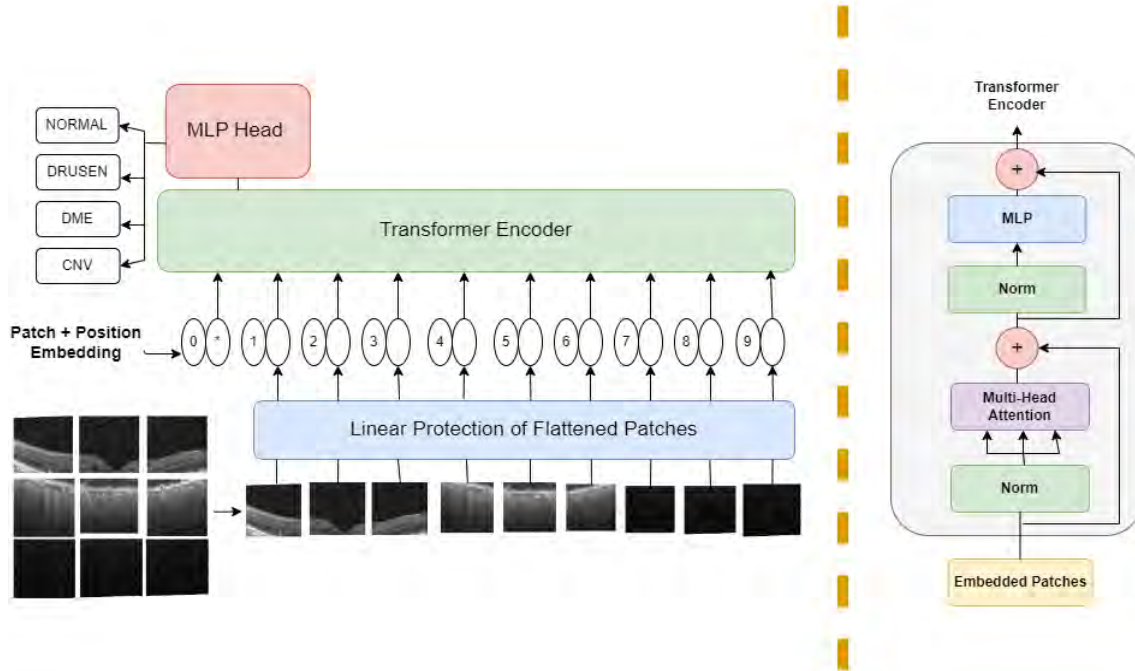 NORMAL
DRUSEN
DME
CNV
MLP Head
Transformer Encoder
Patch + Position
Embedding
0 * 1 2 3 4 5 6 7 8 9
Linear Protection of Flattened Patches
Transformer
Encoder
+
MLP
Norm
+
Multi-Head
Attention
Norm
Embedded Patches